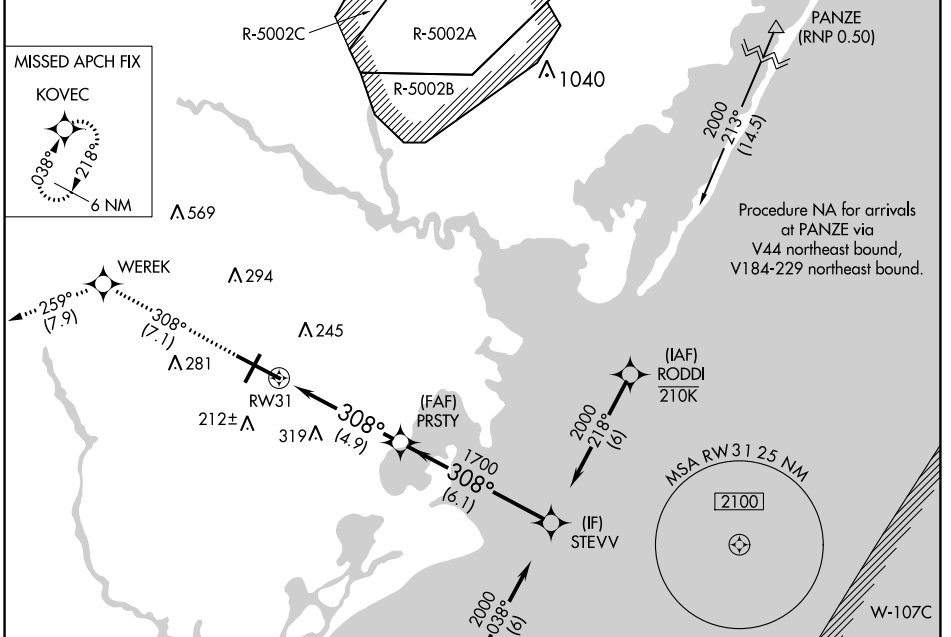 PANZE
(RNP 0.50)
R-5002C
R-5002A
MISSED APCH FIX
KOVEC
038°
218°
6 NM
R-5002B
1040
2000
213°
(14.5)
Procedure NA for arrivals
at PANZE via
V44 northeast bound,
V184-229 northeast bound.
569
WEREK
294
259°
(7.9)
308°
(7.1)
245
281
RW31
(IAF)
RODDI
210K
(FAF)
PRSTY
212±
319
308°
(4.9)
2000
218°
(6)
1700
308°
(6.1)
MSA RW31 25 NM
2100
(IF)
STEVV
2000
038°
(6)
W-107C